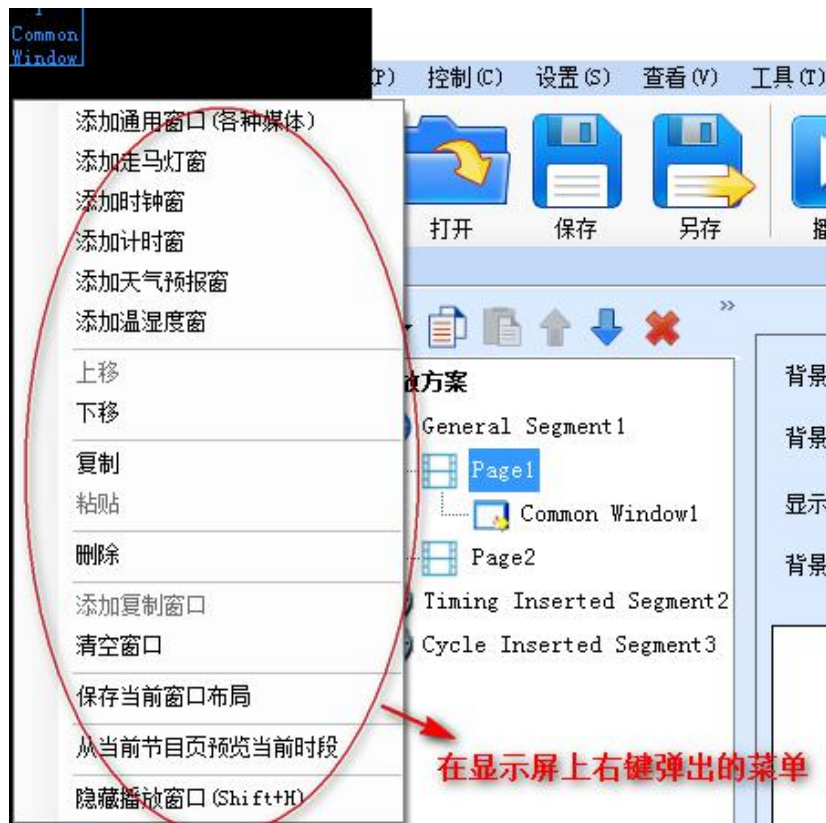 1
Common
Window
(P) 控制(C) 设置(S) 查看(V) 工具(T)
添加通用窗口(各种媒体)
添加走马灯窗
添加时钟窗
添加计时窗
添加天气预报窗
添加温湿度窗
上移
下移
复制
粘贴
删除
添加复制窗口
清空窗口
保存当前窗口布局
从当前节目页预览当前时段
隐藏播放窗口(Shift+H)
打开 保存 另存 播
放方案
General Segment1
Page1
Common Window1
Page2
Timing Inserted Segment2
Cycle Inserted Segment3
背景
背景
显示
背景
在显示屏上右键弹出的菜单